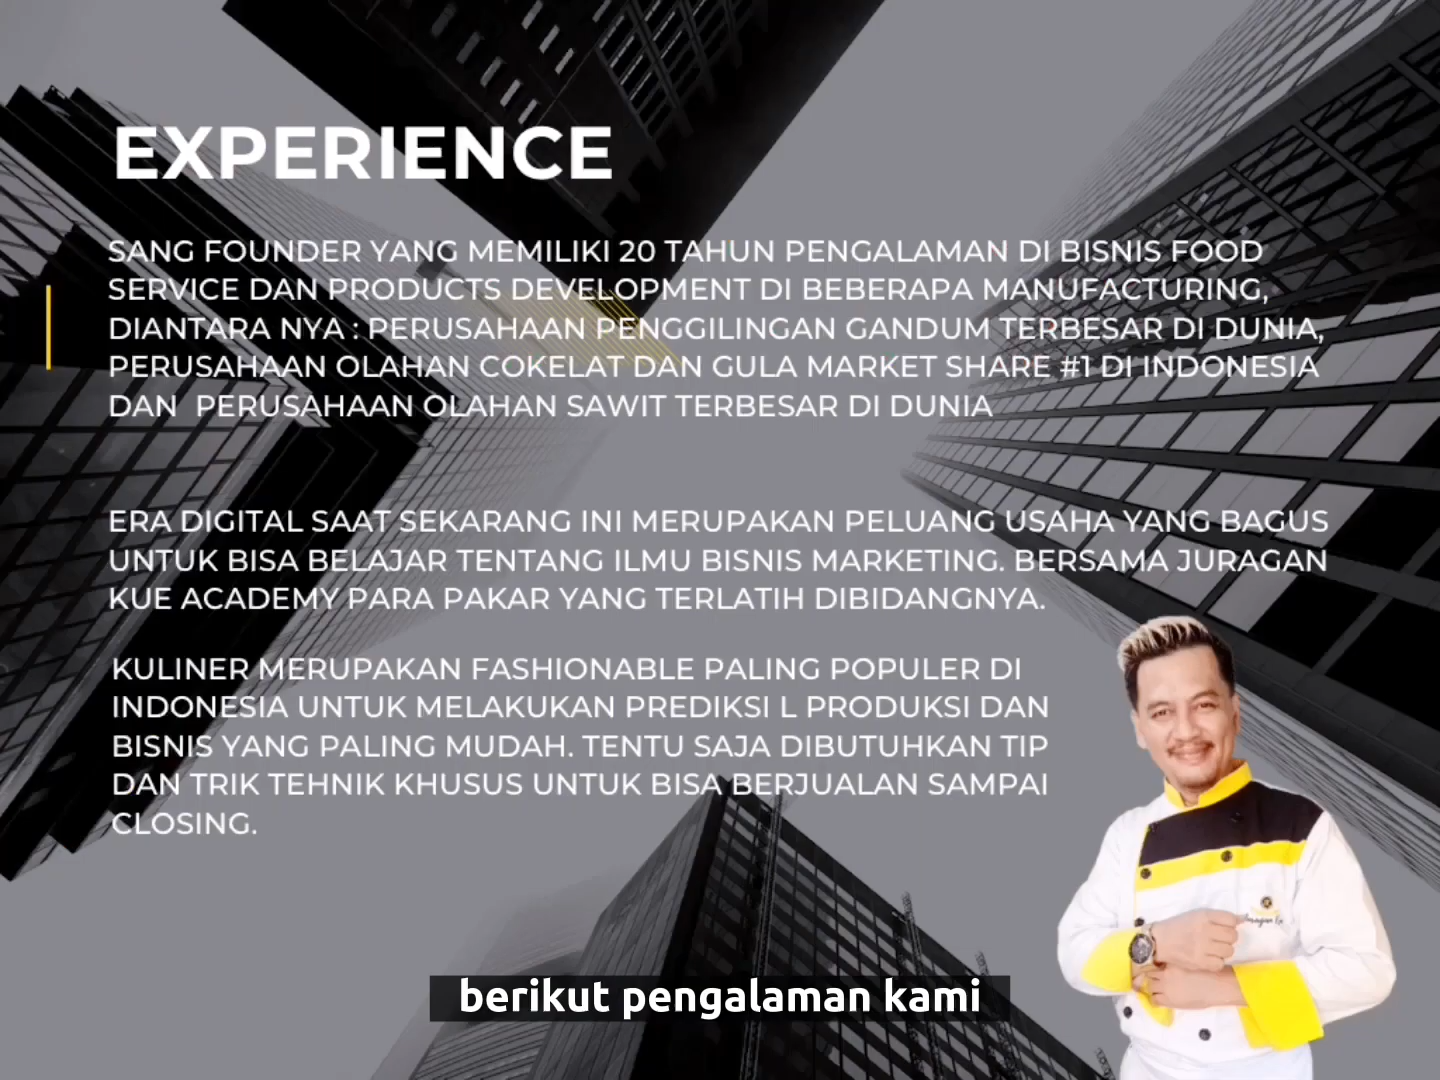 EXPERIENCE
SANG FOUNDER YANG MEMILIKI 20 TAHUN PENGALAMAN DI BISNIS FOOD
SERVICE DAN PRODUCTS DEVELOPMENT DI BEBERAPA MANUFACTURING,
DIANTARA NYA : PERUSAHAAN PENGGILINGAN GANDUM TERBESAR DI DUNIA,
PERUSAHAAN OLAHAN COKELAT DAN GULA MARKET SHARE #1 DI INDONESIA
DAN PERUSAHAAN OLAHAN SAWIT TERBESAR DI DUNIA
ERA DIGITAL SAAT SEKARANG INI MERUPAKAN PELUANG USAHA YANG BAGUS
UNTUK BISA BELAJAR TENTANG ILMU BISNIS MARKETING. BERSAMA JURAGAN
KUE ACADEMY PARA PAKAR YANG TERLATIH DIBIDANGNYA.
KULINER MERUPAKAN FASHIONABLE PALING POPULER DI
INDONESIA UNTUK MELAKUKAN PREDIKSI L PRODUKSI DAN
BISNIS YANG PALING MUDAH. TENTU SAJA DIBUTUHKAN TIP
DAN TRIK TEHNIK KHUSUS UNTUK BISA BERJUALAN SAMPAI
CLOSING.
berikut pengalaman kami